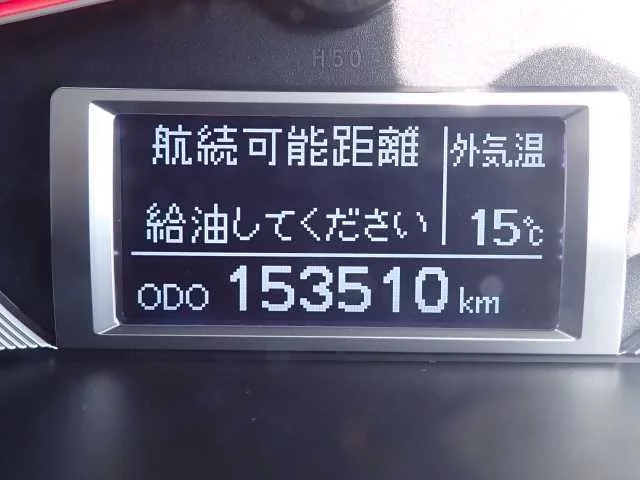 H50
航続可能距離
外気温
給油してください
15℃
ODO 153510 km